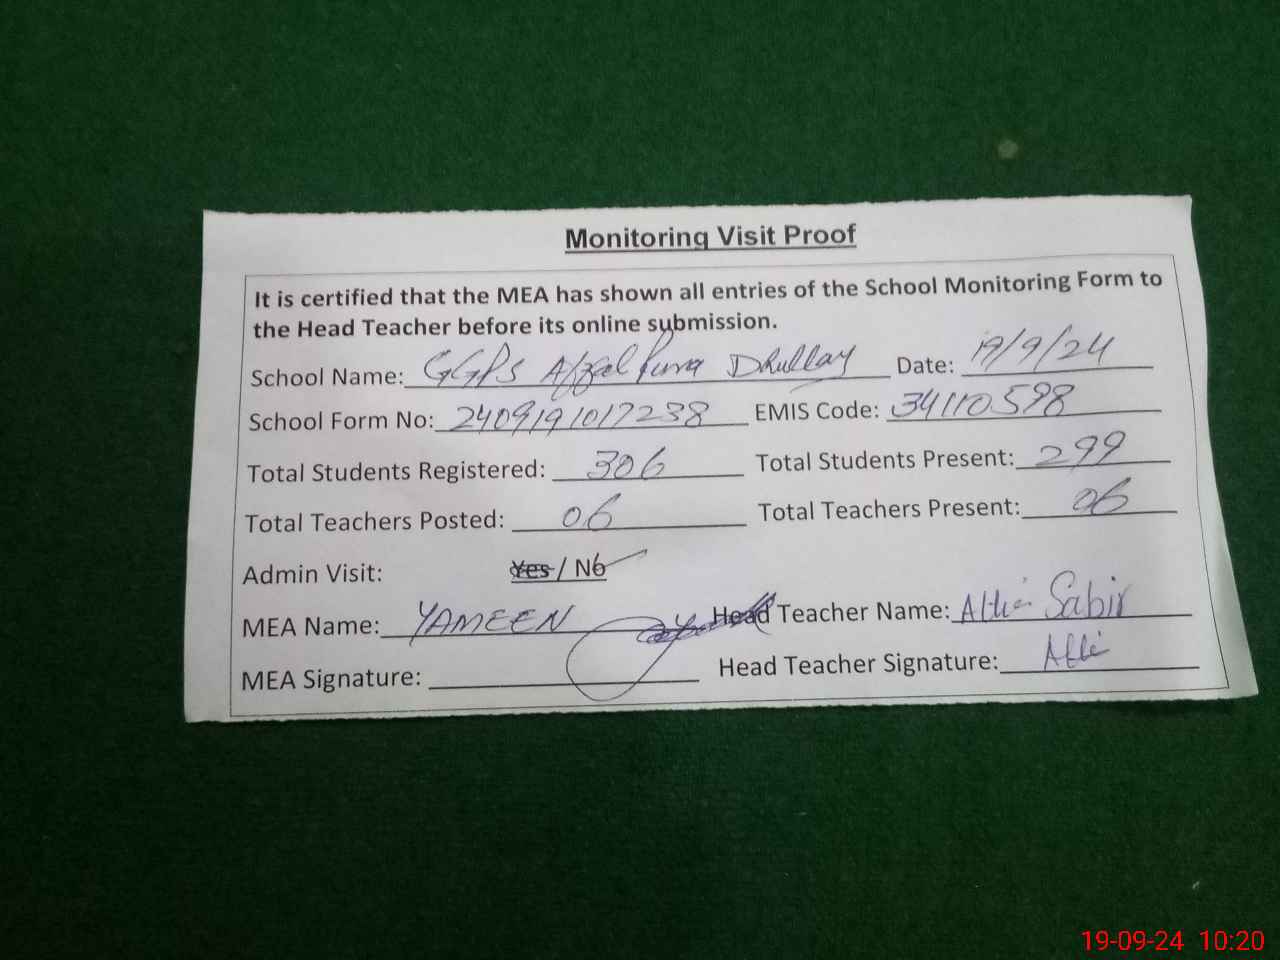 Monitoring Visit Proof
It is certified that the MEA has shown all entries of the School Monitoring Form to
the Head Teacher before its online submission.
School Name: GGPS Afzal Pura Dhullay Date: 19/9/24
School Form No: 2409191017238 EMIS Code: 34110598
Total Students Registered: 306 Total Students Present: 299
Total Teachers Posted: 06 Total Teachers Present: 06
Admin Visit: Yes / No
MEA Name: YAMEEN Head Teacher Name: Sabir
MEA Signature: Head Teacher Signature:
19-09-24 10:20